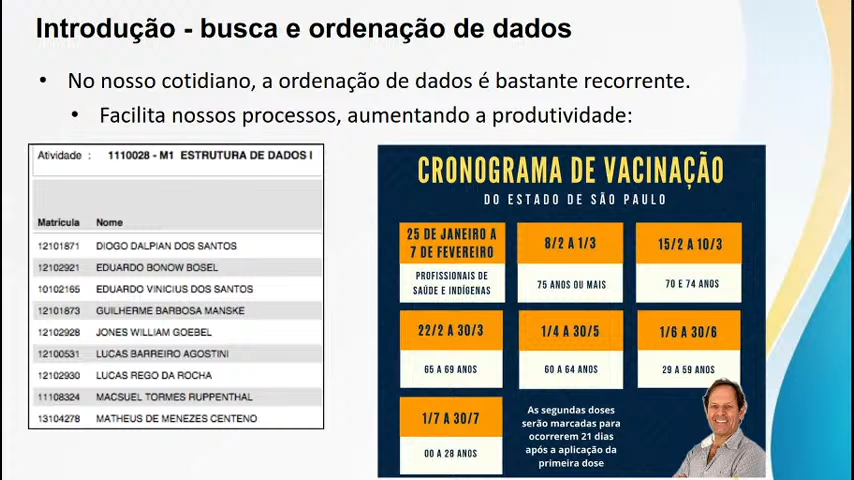 Introdução - busca e ordenação de dados
• No nosso cotidiano, a ordenação de dados é bastante recorrente.
• Facilita nossos processos, aumentando a produtividade:
Atividade : 1110028 - M1 ESTRUTURA DE DADOS I
Matrícula Nome
12101871 DIOGO DALPIAN DOS SANTOS
12102921 EDUARDO BONOW BOSEL
10102165 EDUARDO VINICIUS DOS SANTOS
12101873 GUILHERME BARBOSA MANSKE
12102928 JONES WILLIAM GOEBEL
12100531 LUCAS BARREIRO AGOSTINI
12102930 LUCAS REGO DA ROCHA
11108324 MACSUEL TORMES RUPPENTHAL
13104278 MATHEUS DE MENEZES CENTENO
CRONOGRAMA DE VACINAÇÃO
DO ESTADO DE SÃO PAULO
25 DE JANEIRO A
7 DE FEVEREIRO
PROFISSIONAIS DE
SAÚDE E INDÍGENAS
8/2 A 1/3
75 ANOS OU MAIS
15/2 A 10/3
70 E 74 ANOS
22/2 A 30/3
65 A 69 ANOS
1/4 A 30/5
60 A 64 ANOS
1/6 A 30/6
29 A 59 ANOS
1/7 A 30/7
00 A 28 ANOS
As segundas doses
serão marcadas para
ocorrerem 21 dias
após a aplicação da
primeira dose